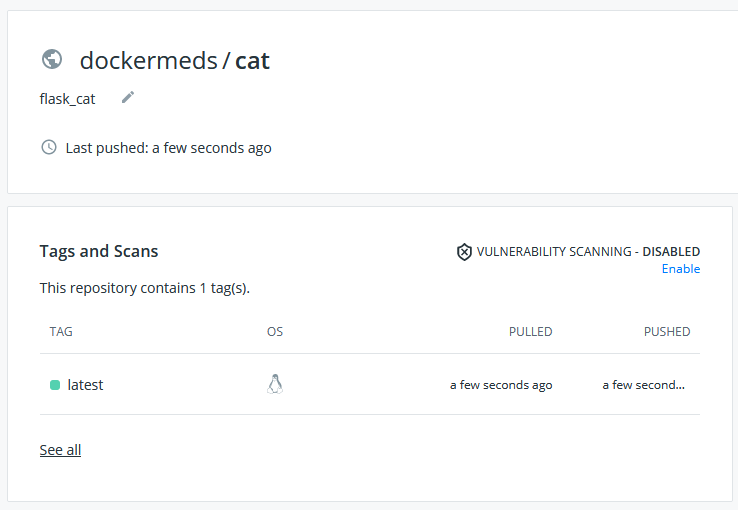 dockermeds / cat
flask_cat
Last pushed: a few seconds ago
Tags and Scans
VULNERABILITY SCANNING - DISABLED
Enable
This repository contains 1 tag(s).
TAG OS PULLED PUSHED
latest a few seconds ago a few second...
See all